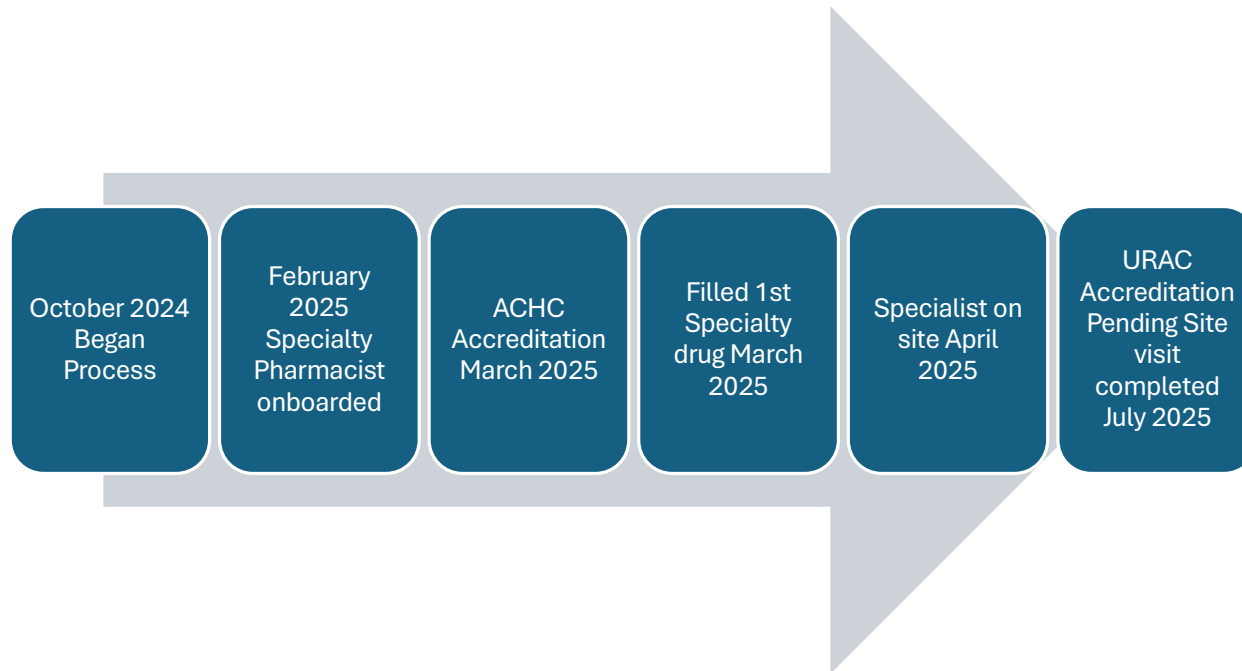 October 2024
Began
Process
February
2025
Specialty
Pharmacist
onboarded
ACHC
Accreditation
March 2025
Filled 1st
Specialty
drug March
2025
Specialist on
site April
2025
URAC
Accreditation
Pending Site
visit
completed
July 2025